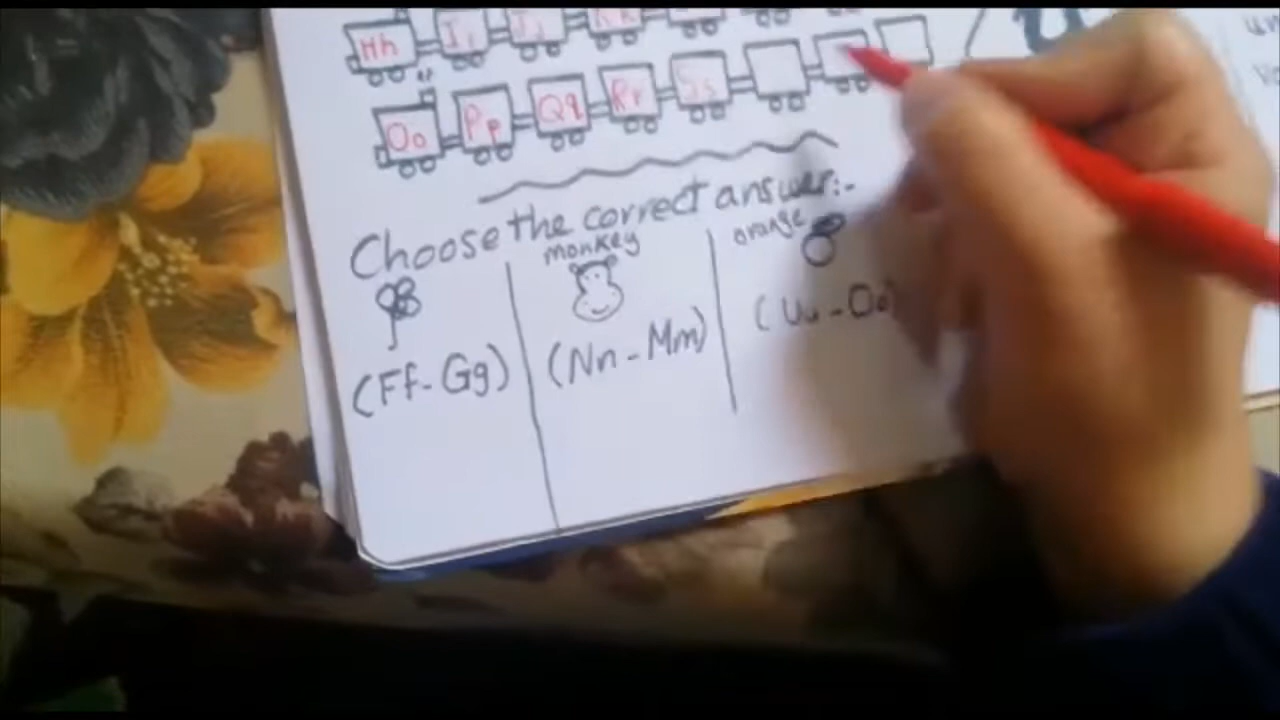 Hh Ii Jj Kk
Oo Pp Qq Rr Ss
Choose the correct answer:-
monkey
orange
(Ff - Gg)
(Nn - Mm)
(Uu - Oo)